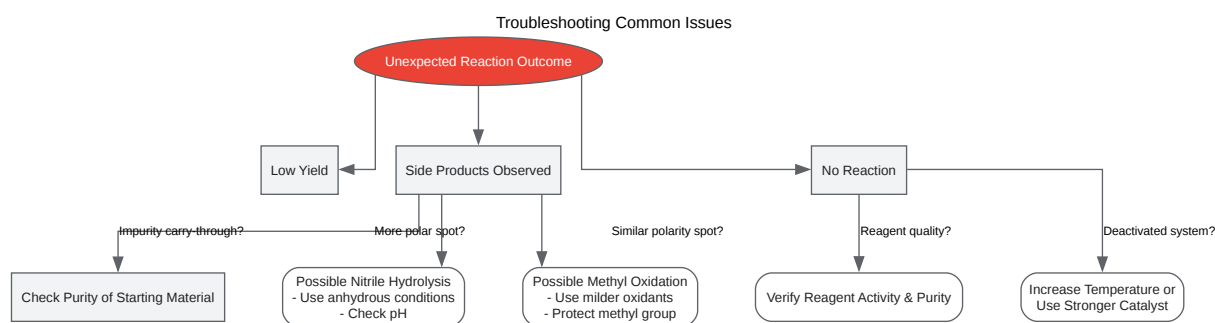 Troubleshooting Common Issues
Unexpected Reaction Outcome
Low Yield
Side Products Observed
No Reaction
Impurity carry-through?
More polar spot?
Similar polarity spot?
Reagent quality?
Deactivated system?
Check Purity of Starting Material
Possible Nitrile Hydrolysis
- Use anhydrous conditions
- Check pH
Possible Methyl Oxidation
- Use milder oxidants
- Protect methyl group
Verify Reagent Activity & Purity
Increase Temperature or
Use Stronger Catalyst